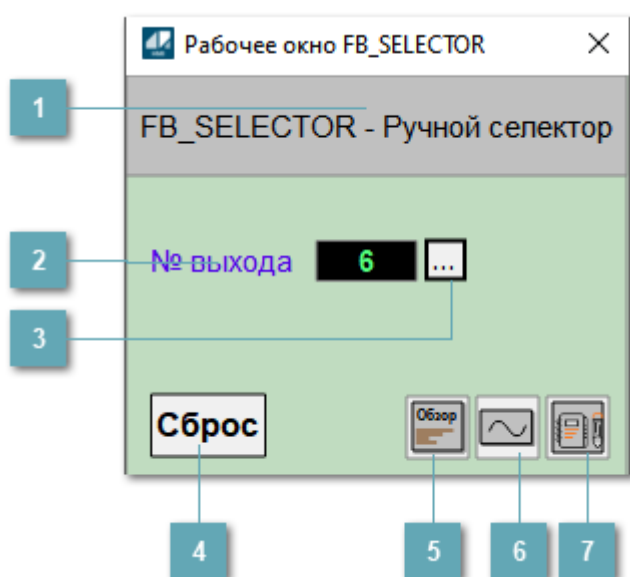 Рабочее окно FB_SELECTOR
1
FB_SELECTOR - Ручной селектор
2
№ выхода 6 ...
3
Сброс
Обзор
4 5 6 7